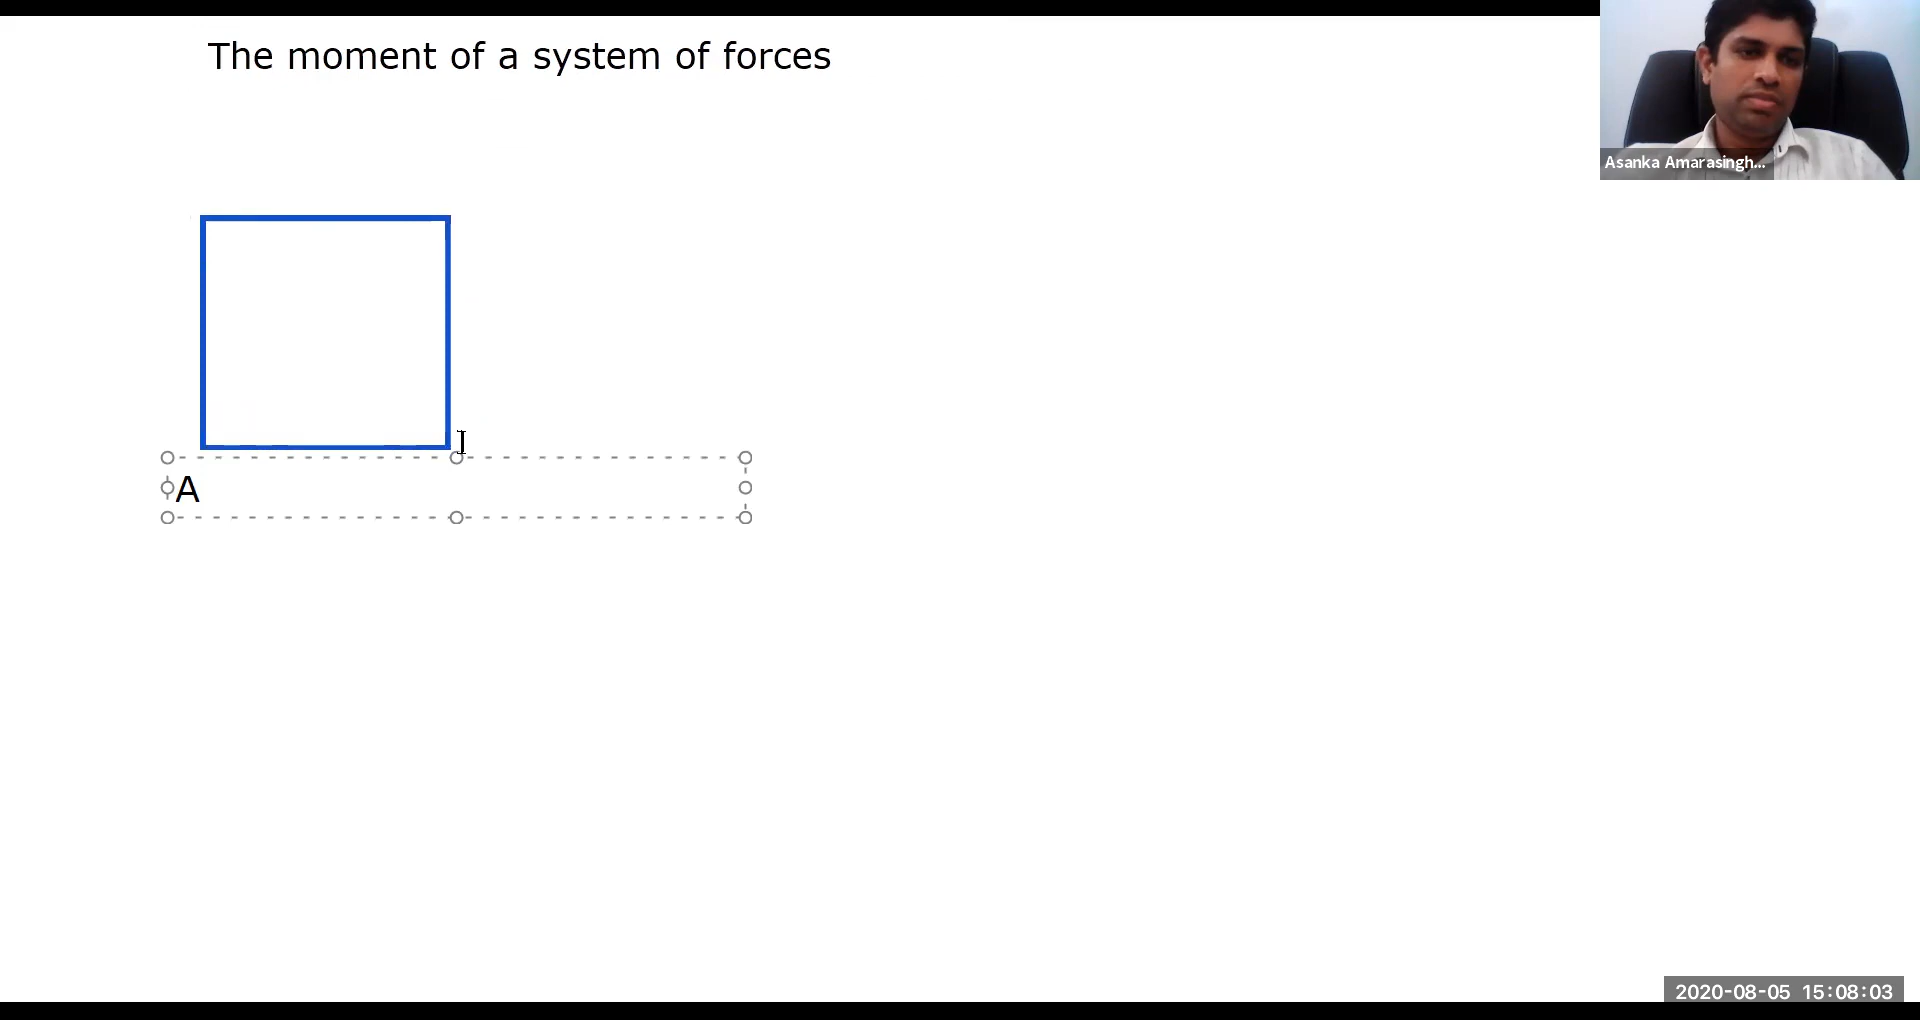 The moment of a system of forces
Asanka Amarasingh...
A
2020-08-05 15:08:03